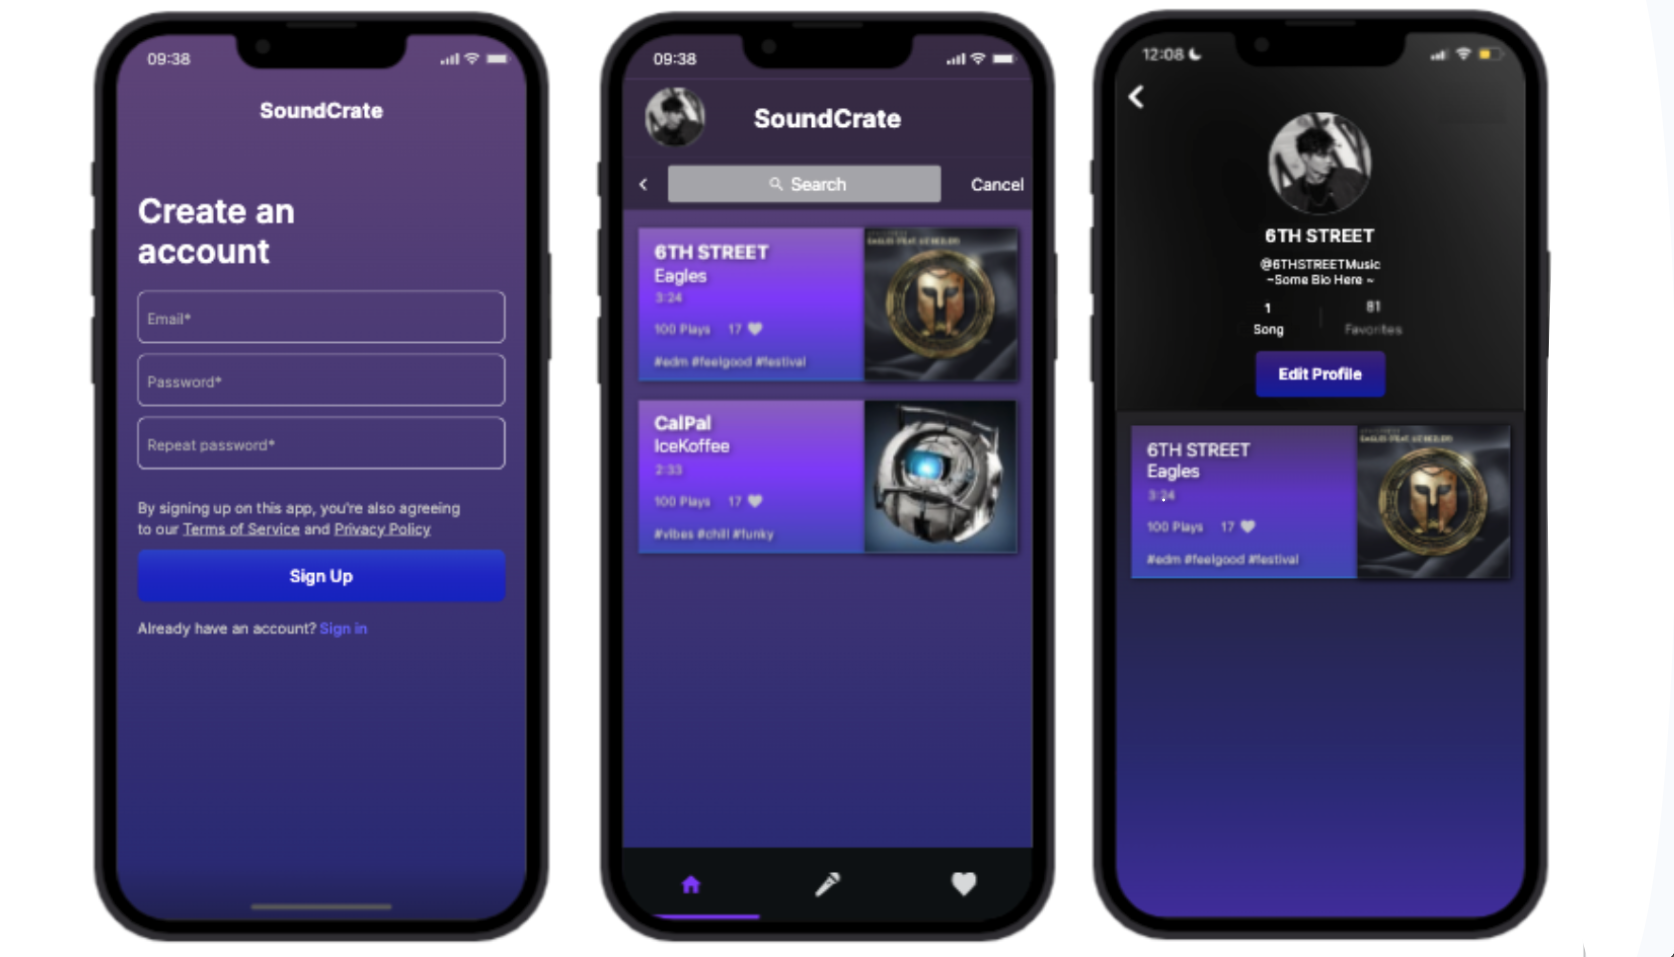 09:38
SoundCrate
Create an
account
Email*
Password*
Repeat password*
By signing up on this app, you're also agreeing
to our Terms of Service and Privacy Policy
Sign Up
Already have an account? Sign in
09:38
SoundCrate
Search
Cancel
6TH STREET
Eagles
3:24
100 Plays 17
#edm #feelgood #festival
CalPal
IceKoffee
2:33
100 Plays 17
#vibes #chill #funky
12:08
6TH STREET
@6THSTREETMusic
~Some Bio Here ~
1
Song
81
Favorites
Edit Profile
6TH STREET
Eagles
3:24
100 Plays 17
#edm #feelgood #festival